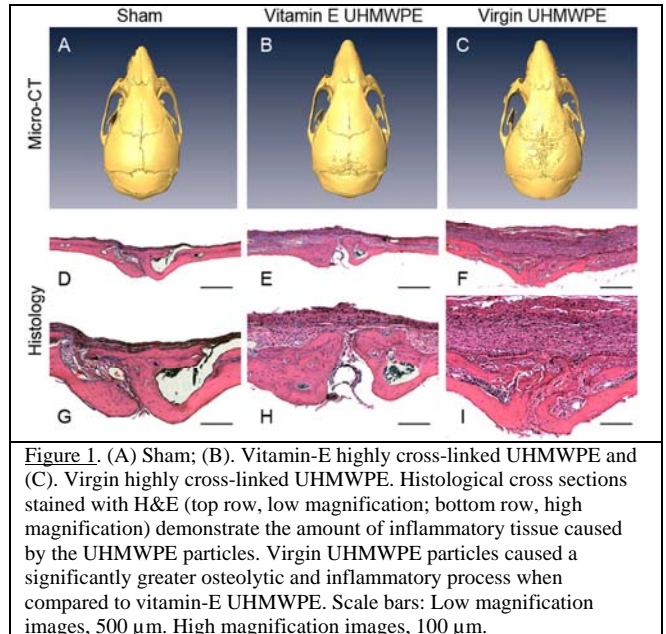 Sham
Vitamin E UHMWPE
Virgin UHMWPE
Micro-CT
A
B
C
Histology
D
E
F
G
H
I
Figure 1. (A) Sham; (B). Vitamin-E highly cross-linked UHMWPE and
(C). Virgin highly cross-linked UHMWPE. Histological cross sections
stained with H&E (top row, low magnification; bottom row, high
magnification) demonstrate the amount of inflammatory tissue caused
by the UHMWPE particles. Virgin UHMWPE particles caused a
significantly greater osteolytic and inflammatory process when
compared to vitamin-E UHMWPE. Scale bars: Low magnification
images, 500 µm. High magnification images, 100 µm.